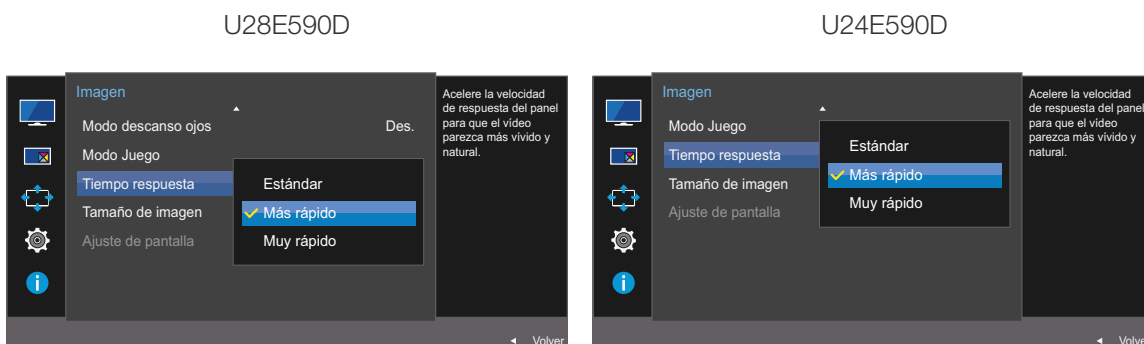 U28E590D
Imagen
Modo descanso ojos Des.
Modo Juego
Tiempo respuesta
Tamaño de imagen
Ajuste de pantalla
Estándar
Más rápido
Muy rápido
Acelere la velocidad
de respuesta del panel
para que el vídeo
parezca más vívido y
natural.
Volver
U24E590D
Imagen
Modo Juego
Tiempo respuesta
Tamaño de imagen
Ajuste de pantalla
Estándar
Más rápido
Muy rápido
Acelere la velocidad
de respuesta del panel
para que el vídeo
parezca más vívido y
natural.
Volver